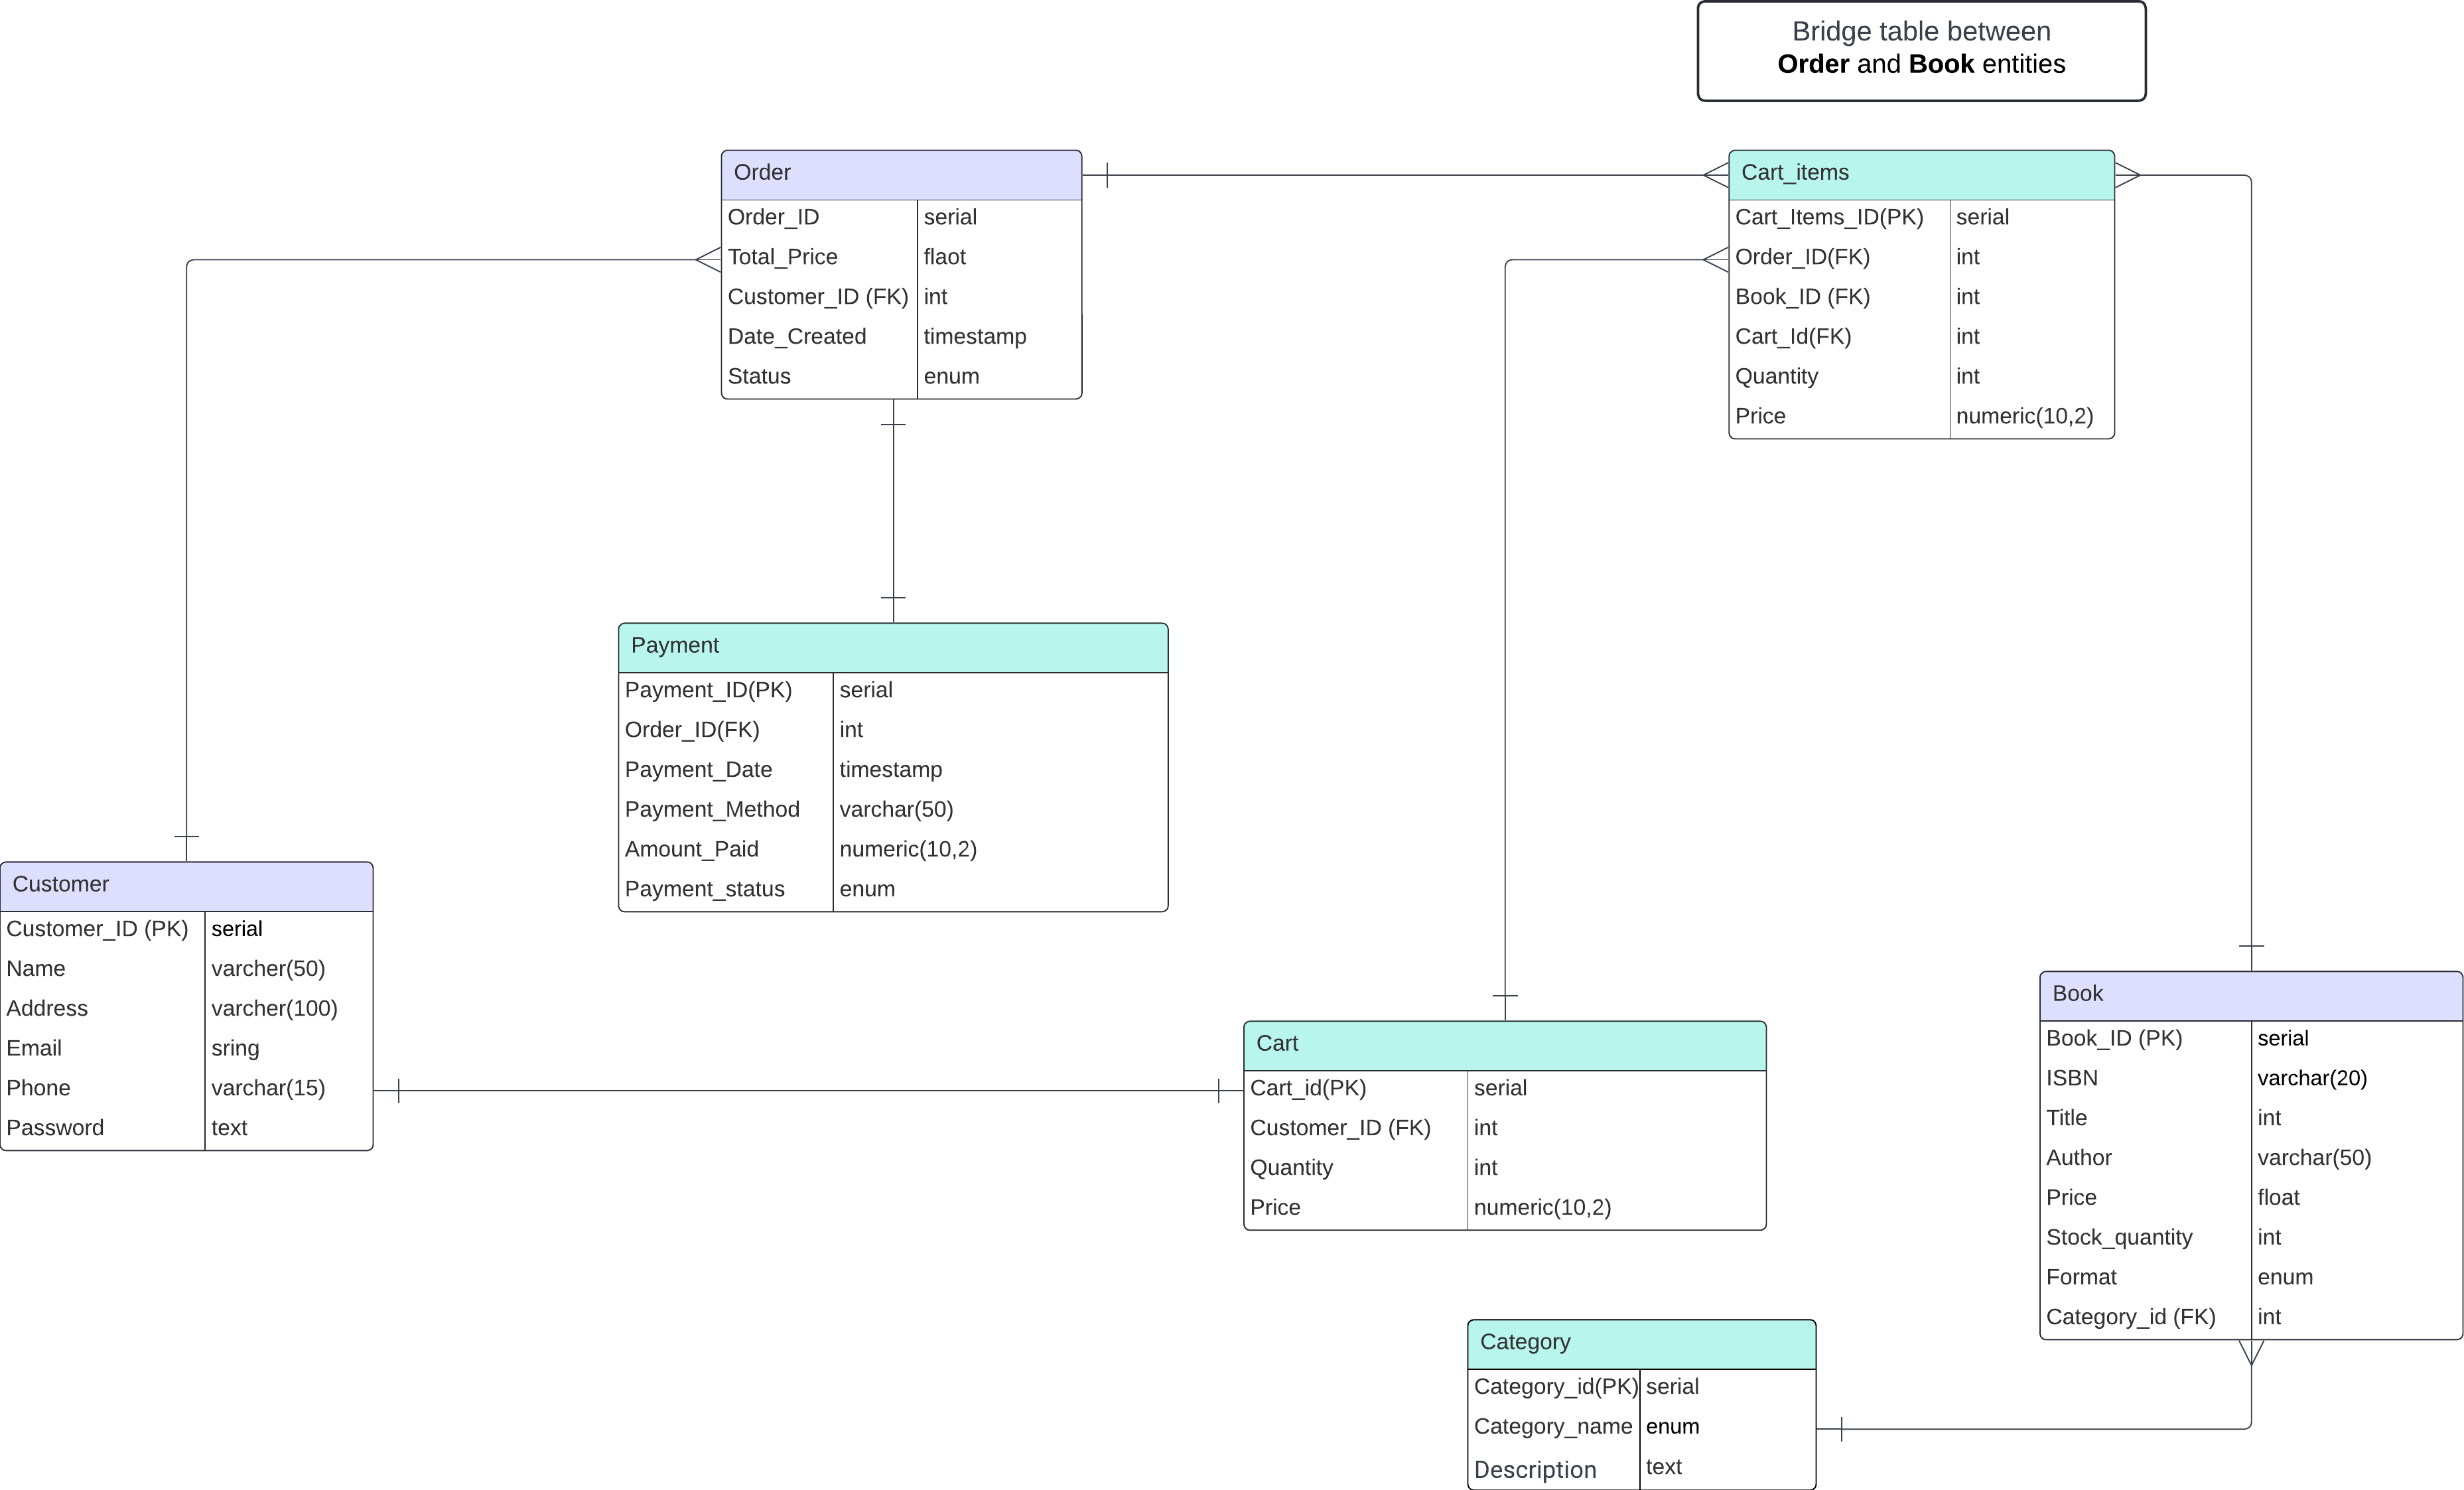 Bridge table between
Order and Book entities
Order
Order_ID serial
Total_Price flaot
Customer_ID (FK) int
Date_Created timestamp
Status enum
Cart_items
Cart_Items_ID(PK) serial
Order_ID(FK) int
Book_ID (FK) int
Cart_Id(FK) int
Quantity int
Price numeric(10,2)
Payment
Payment_ID(PK) serial
Order_ID(FK) int
Payment_Date timestamp
Payment_Method varchar(50)
Amount_Paid numeric(10,2)
Payment_status enum
Customer
Customer_ID (PK) serial
Name varcher(50)
Address varcher(100)
Email sring
Phone varchar(15)
Password text
Cart
Cart_id(PK) serial
Customer_ID (FK) int
Quantity int
Price numeric(10,2)
Book
Book_ID (PK) serial
ISBN varchar(20)
Title int
Author varchar(50)
Price float
Stock_quantity int
Format enum
Category_id (FK) int
Category
Category_id(PK) serial
Category_name enum
Description text